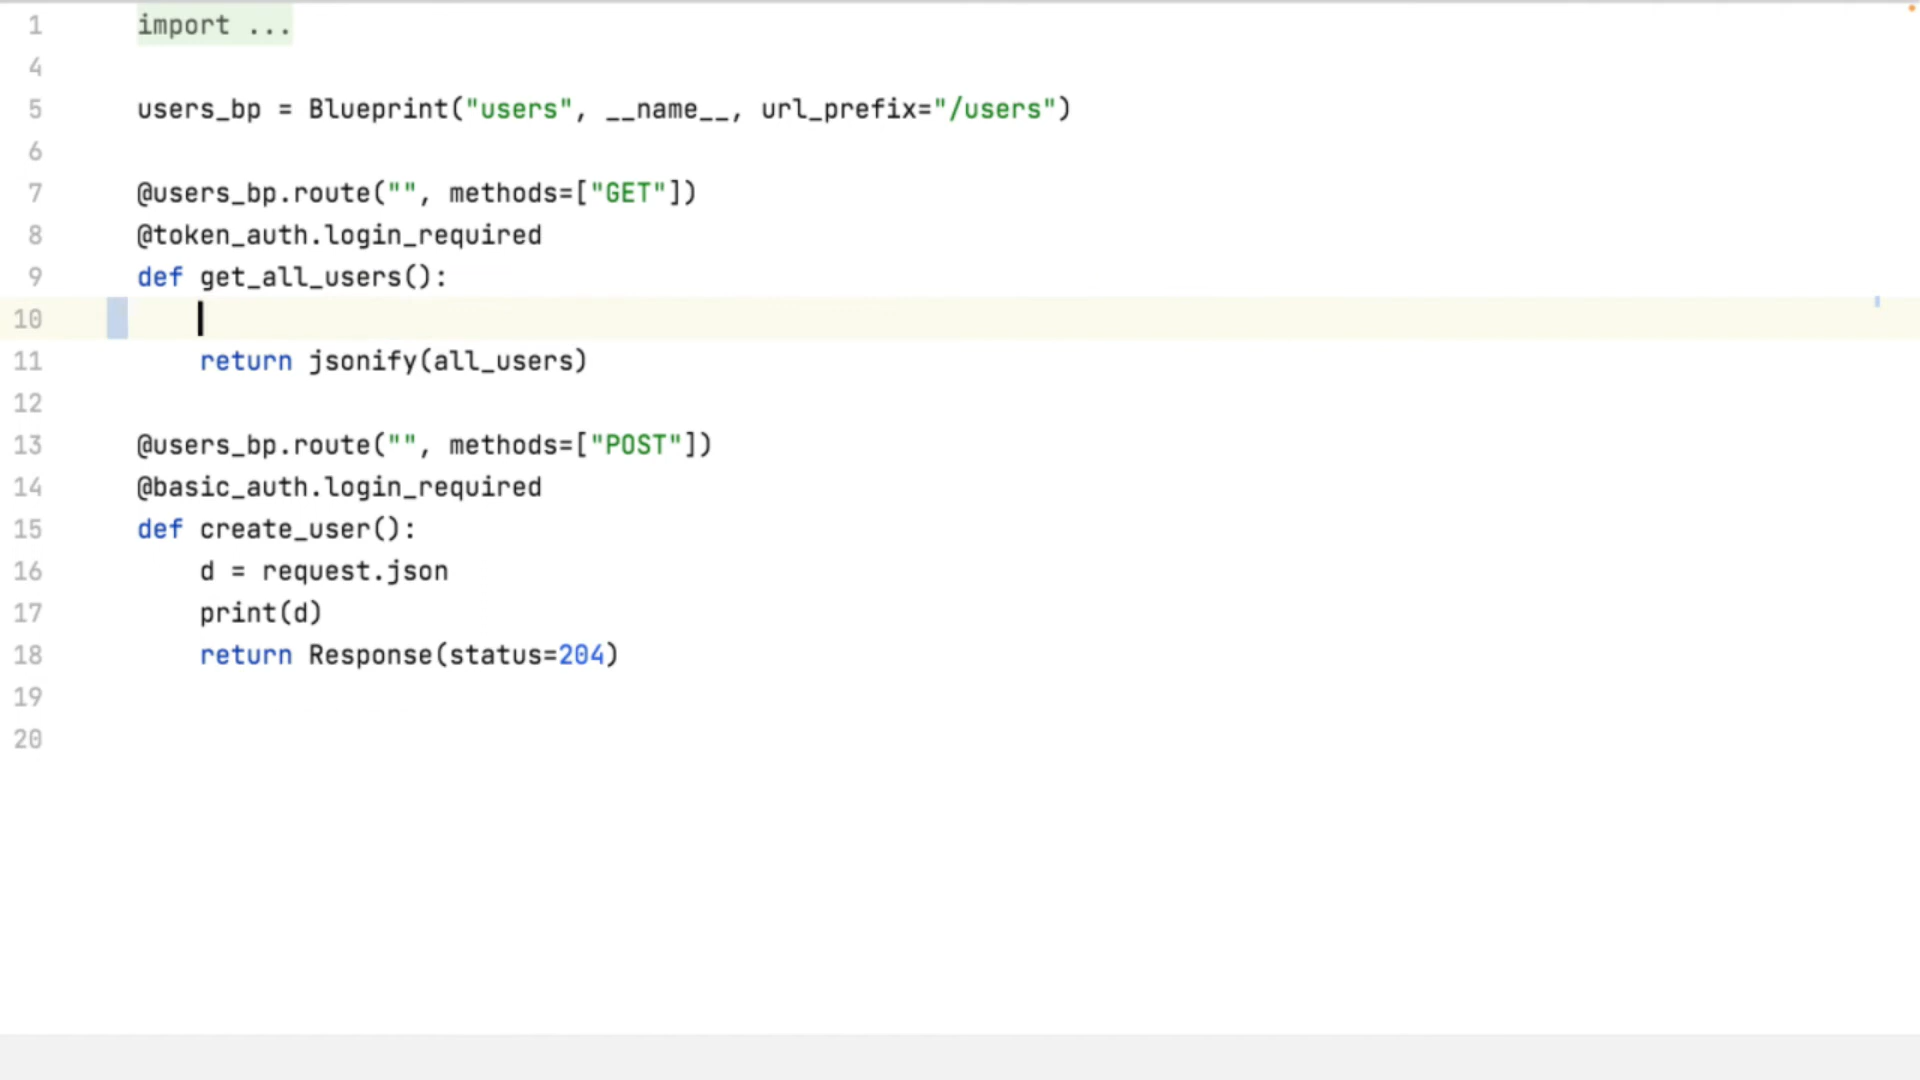 1 import ...
4
5 users_bp = Blueprint("users", __name__, url_prefix="/users")
6
7 @users_bp.route("", methods=["GET"])
8 @token_auth.login_required
9 def get_all_users():
10
11 return jsonify(all_users)
12
13 @users_bp.route("", methods=["POST"])
14 @basic_auth.login_required
15 def create_user():
16 d = request.json
17 print(d)
18 return Response(status=204)
19
20